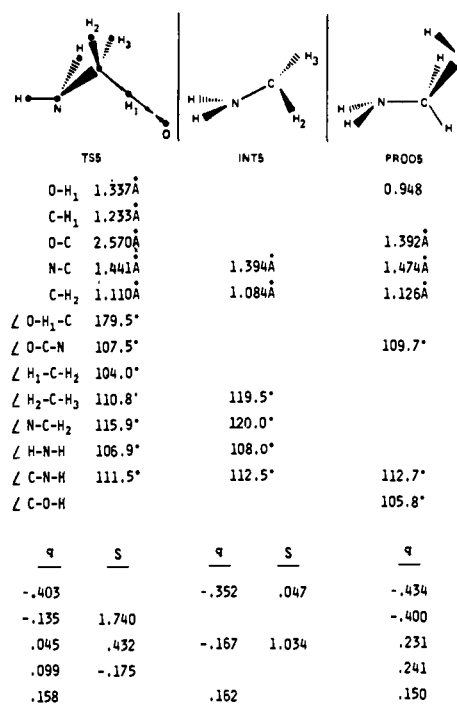 H₂
H
H₃
H
N
H₁
O
H₃
H
N
C
H
H₂
H
H
H
N
C
H
H
TS5 INT5 PROD5
O-H₁ 1.337Å 0.948
C-H₁ 1.233Å
O-C 2.570Å 1.392Å
N-C 1.441Å 1.394Å 1.474Å
C-H₂ 1.110Å 1.084Å 1.126Å
∠ O-H₁-C 179.5°
∠ O-C-N 107.5° 109.7°
∠ H₁-C-H₂ 104.0°
∠ H₂-C-H₃ 110.8° 119.5°
∠ N-C-H₂ 115.9° 120.0°
∠ H-N-H 106.9° 108.0°
∠ C-N-H 111.5° 112.5° 112.7°
∠ C-O-H 105.8°
q S q S q
-.403 -.352 .047 -.434
-.135 1.740 -.400
.045 .432 -.167 1.034 .231
.099 -.175 .241
.158 .162 .150